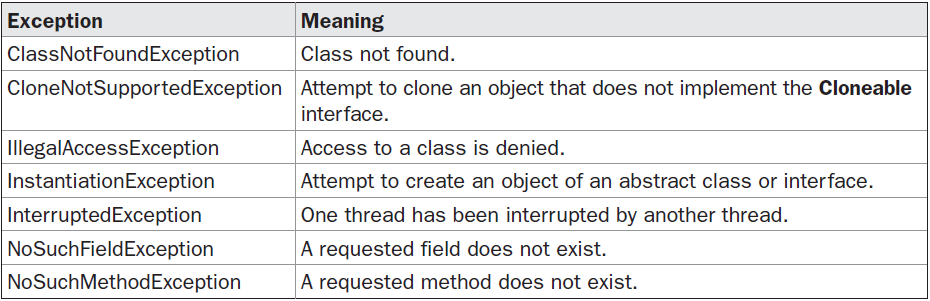 Exception Meaning
ClassNotFoundException Class not found.
CloneNotSupportedException Attempt to clone an object that does not implement the Cloneable
interface.
IllegalAccessException Access to a class is denied.
InstantiationException Attempt to create an object of an abstract class or interface.
InterruptedException One thread has been interrupted by another thread.
NoSuchFieldException A requested field does not exist.
NoSuchMethodException A requested method does not exist.